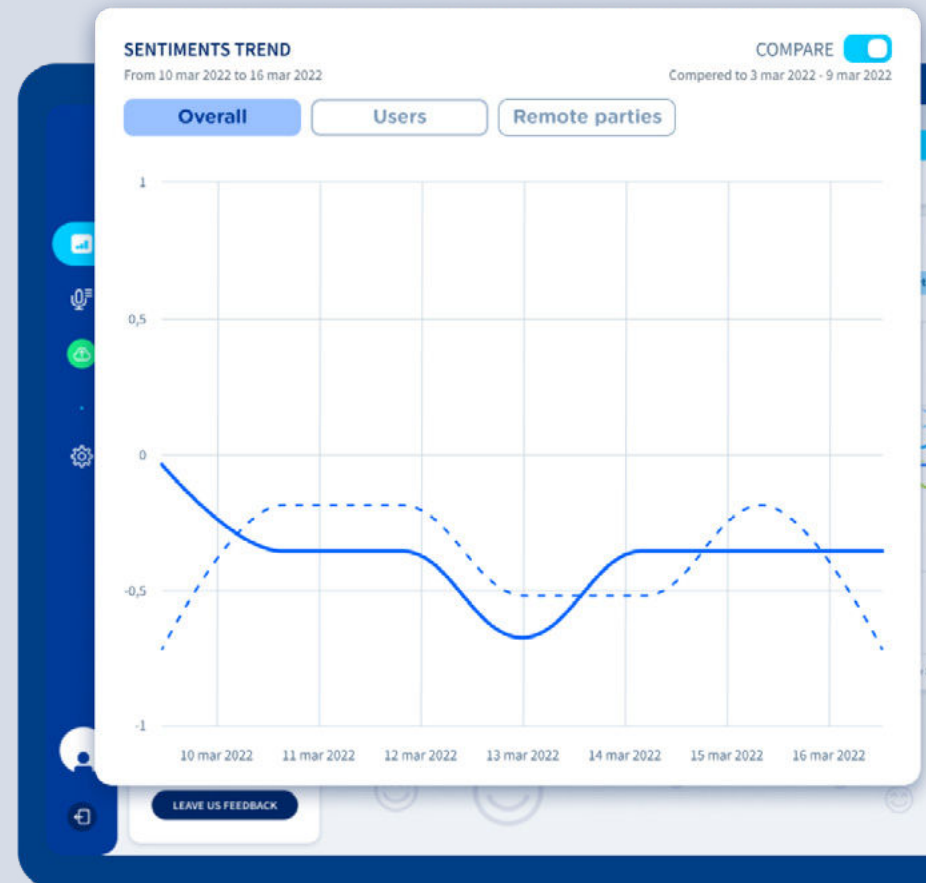 SENTIMENTS TREND
COMPARE
From 10 mar 2022 to 16 mar 2022
Compered to 3 mar 2022 - 9 mar 2022
Overall
Users
Remote parties
1
0,5
0
-0,5
-1
10 mar 2022
11 mar 2022
12 mar 2022
13 mar 2022
14 mar 2022
15 mar 2022
16 mar 2022
LEAVE US FEEDBACK